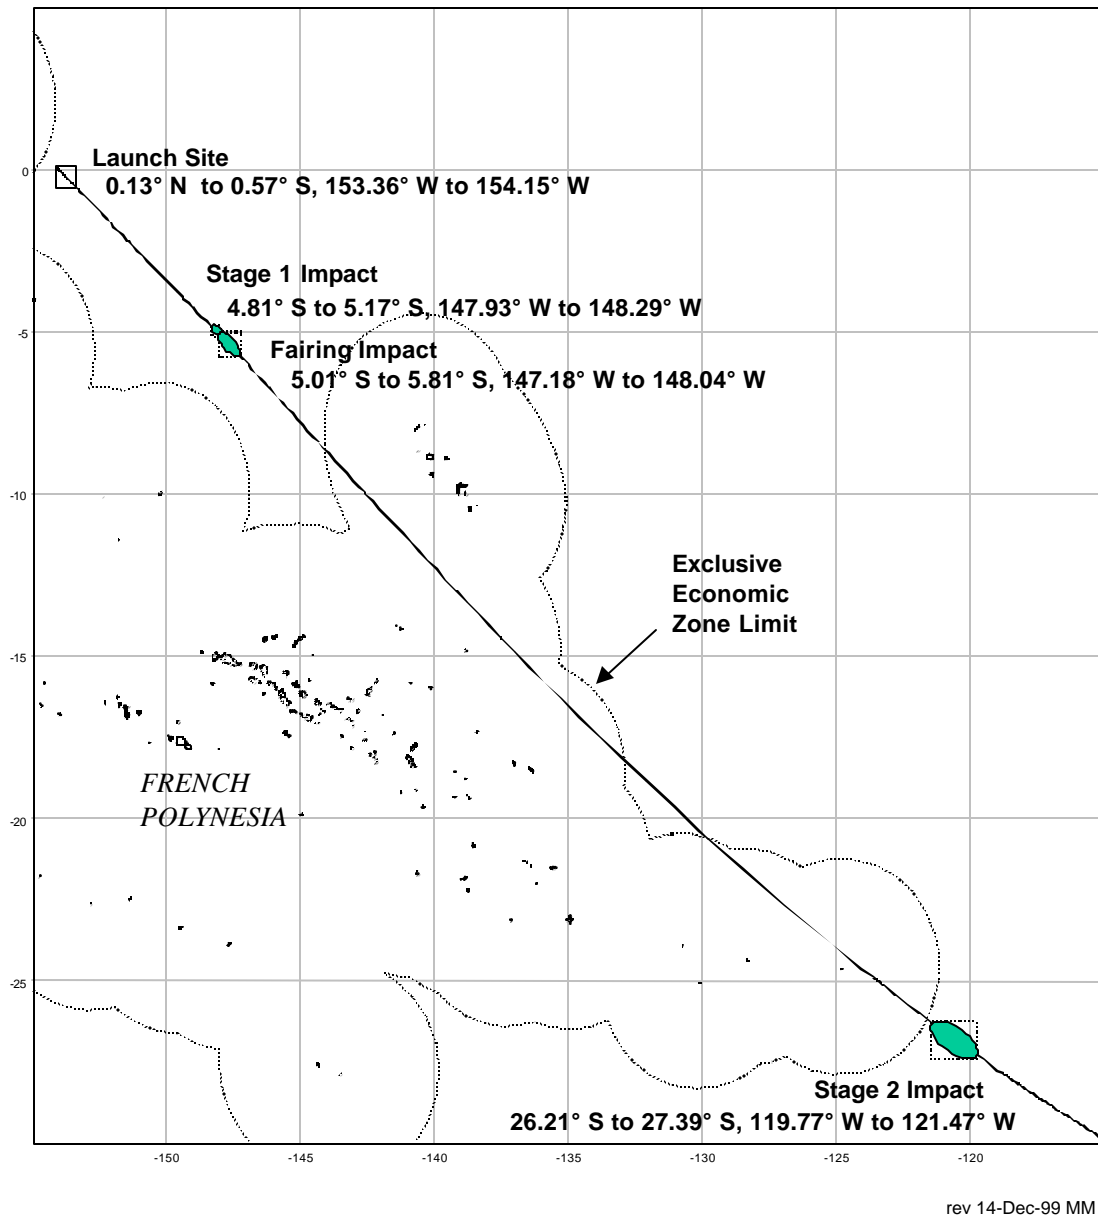 0
Launch Site
0.13° N  to 0.57° S, 153.36° W to 154.15° W
Stage 1 Impact
4.81° S to 5.17° S, 147.93° W to 148.29° W
-5
Fairing Impact
5.01° S to 5.81° S, 147.18° W to 148.04° W
-10
Exclusive
Economic
Zone Limit
-15
FRENCH
POLYNESIA
-20
-25
Stage 2 Impact
26.21° S to 27.39° S, 119.77° W to 121.47° W
-150 -145 -140 -135 -130 -125 -120
rev 14-Dec-99 MM